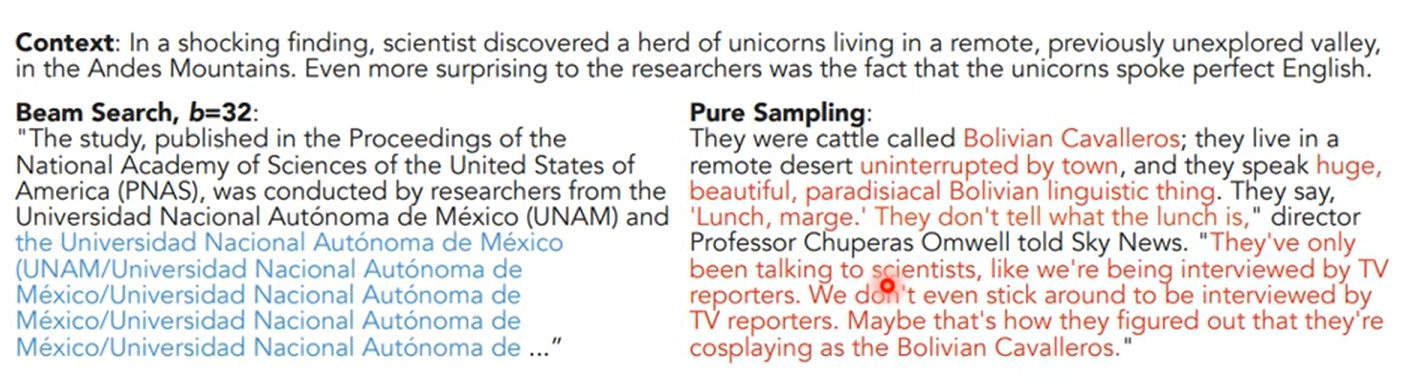 Context: In a shocking finding, scientist discovered a herd of unicorns living in a remote, previously unexplored valley,
in the Andes Mountains. Even more surprising to the researchers was the fact that the unicorns spoke perfect English.
Beam Search, b=32:
"The study, published in the Proceedings of the
National Academy of Sciences of the United States of
America (PNAS), was conducted by researchers from the
Universidad Nacional Autónoma de México (UNAM) and
the Universidad Nacional Autónoma de México
(UNAM/Universidad Nacional Autónoma de
México/Universidad Nacional Autónoma de
México/Universidad Nacional Autónoma de
México/Universidad Nacional Autónoma de ..."
Pure Sampling:
They were cattle called Bolivian Cavalleros; they live in a
remote desert uninterrupted by town, and they speak huge,
beautiful, paradisiacal Bolivian linguistic thing. They say,
'Lunch, marge.' They don't tell what the lunch is," director
Professor Chuperas Omwell told Sky News. "They've only
been talking to scientists, like we're being interviewed by TV
reporters. We don't even stick around to be interviewed by
TV reporters. Maybe that's how they figured out that they're
cosplaying as the Bolivian Cavalleros."